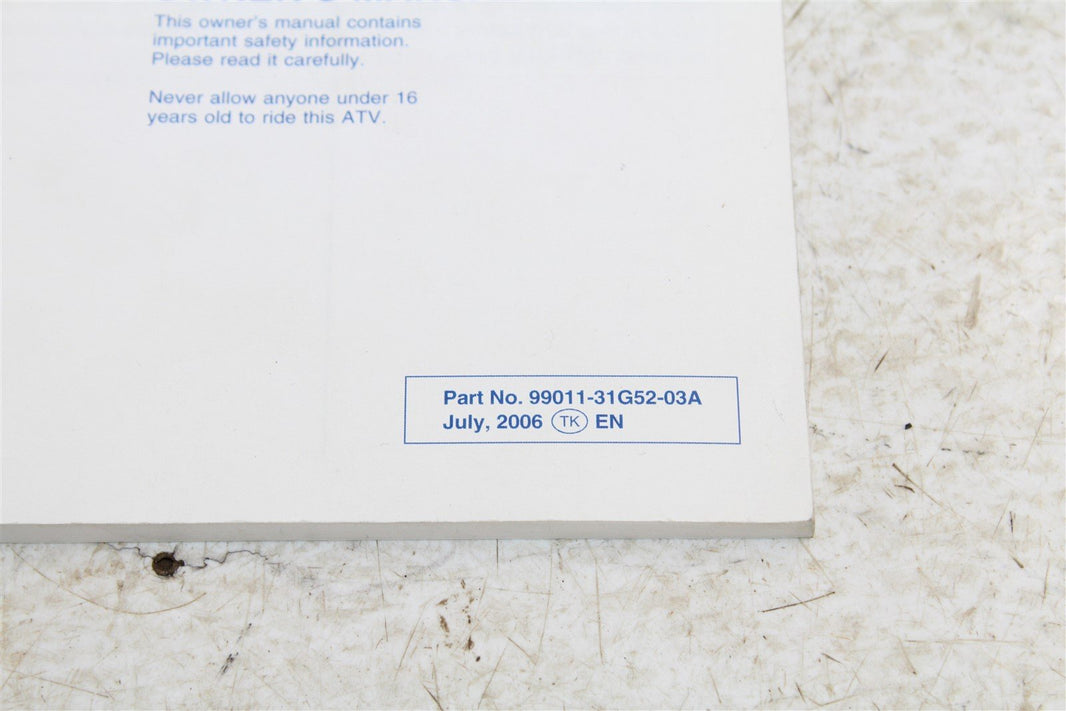 This owner's manual contains
important safety information.
Please read it carefully.
Never allow anyone under 16
years old to ride this ATV.
Part No. 99011-31G52-03A
July, 2006 TK EN